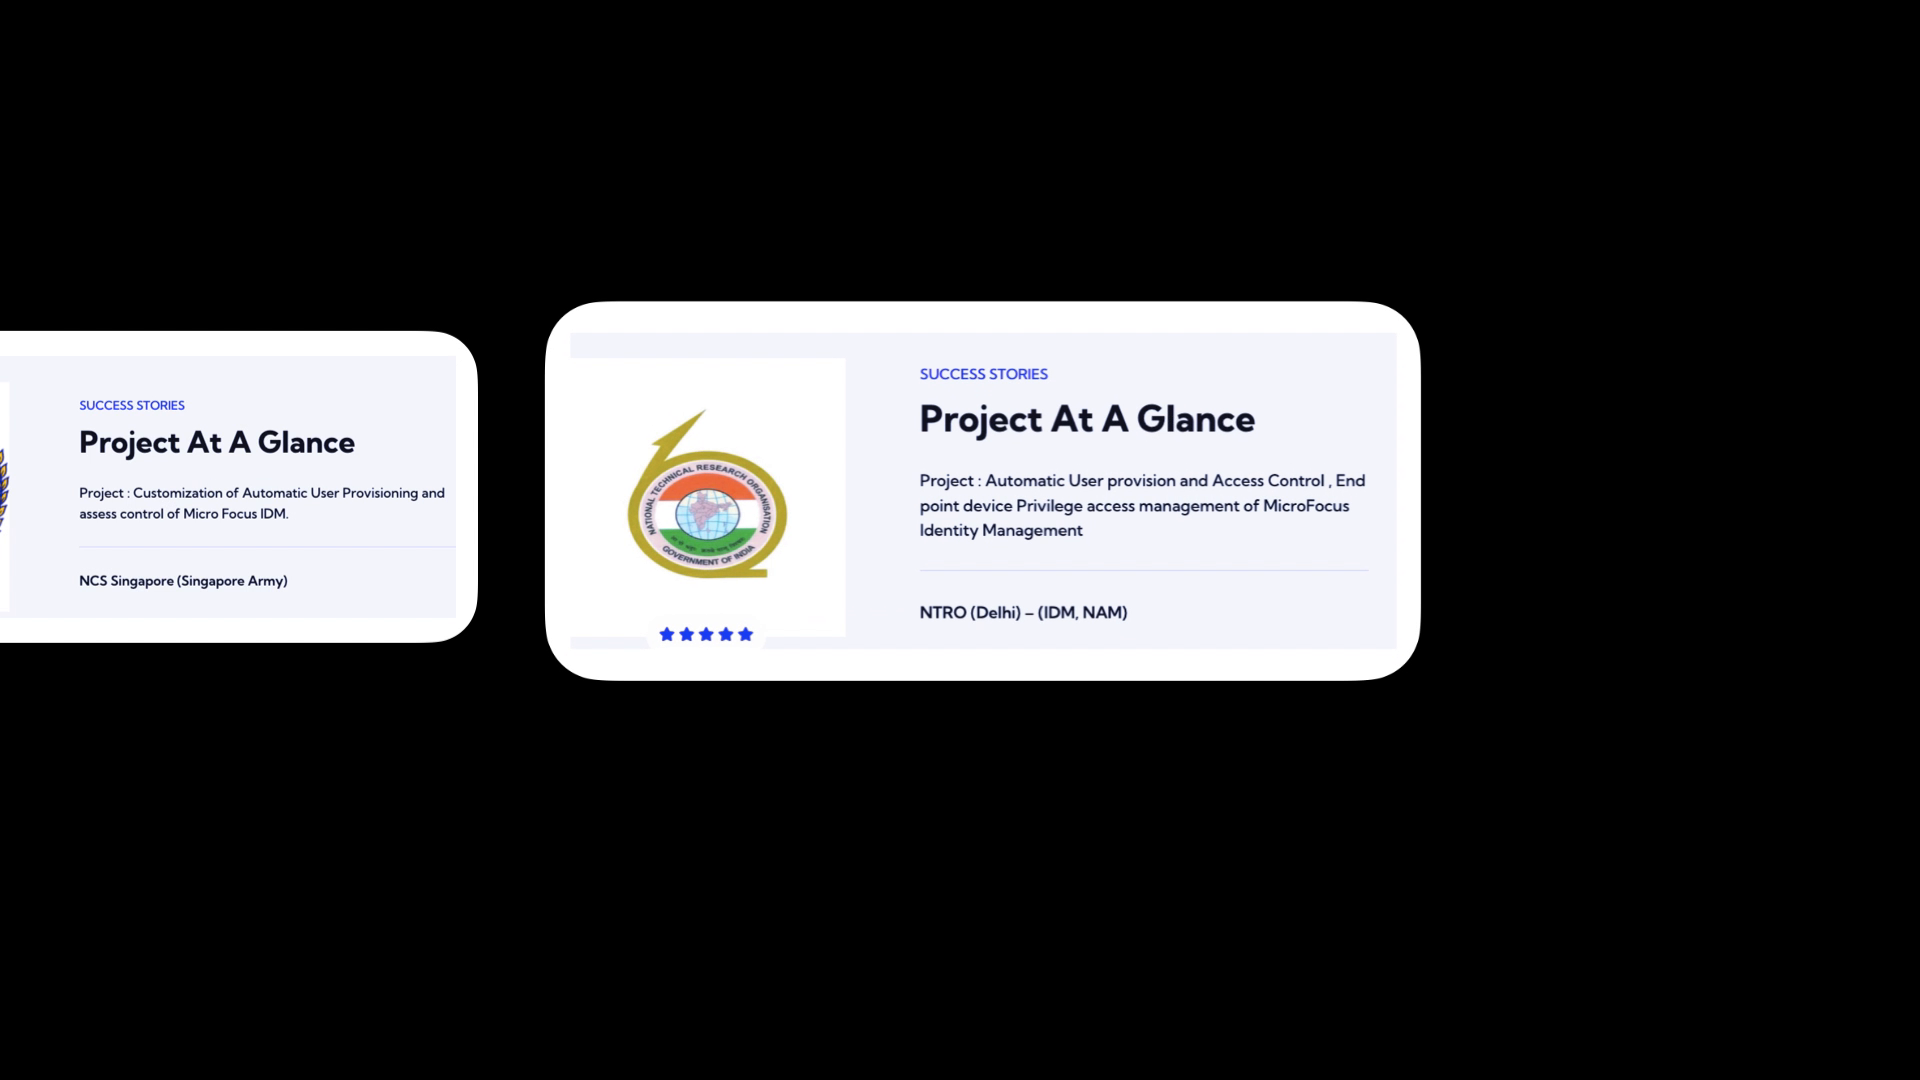 SUCCESS STORIES
Project At A Glance
Project : Customization of Automatic User Provisioning and
assess control of Micro Focus IDM.
NCS Singapore (Singapore Army)
NATIONAL TECHNICAL RESEARCH ORGANISATION
GOVERNMENT OF INDIA
SUCCESS STORIES
Project At A Glance
Project : Automatic User provision and Access Control , End
point device Privilege access management of MicroFocus
Identity Management
NTRO (Delhi) – (IDM, NAM)